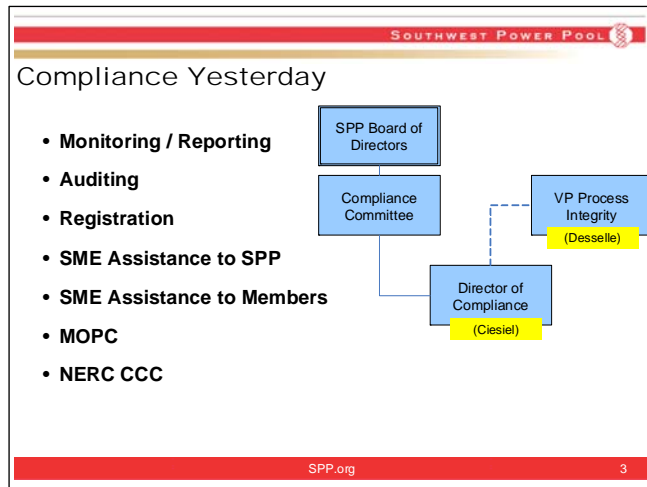 SOUTHWEST POWER POOL
Compliance Yesterday
• Monitoring / Reporting
• Auditing
• Registration
• SME Assistance to SPP
• SME Assistance to Members
• MOPC
• NERC CCC
SPP Board of
Directors
Compliance
Committee
VP Process
Integrity
(Desselle)
Director of
Compliance
(Ciesiel)
SPP.org
3